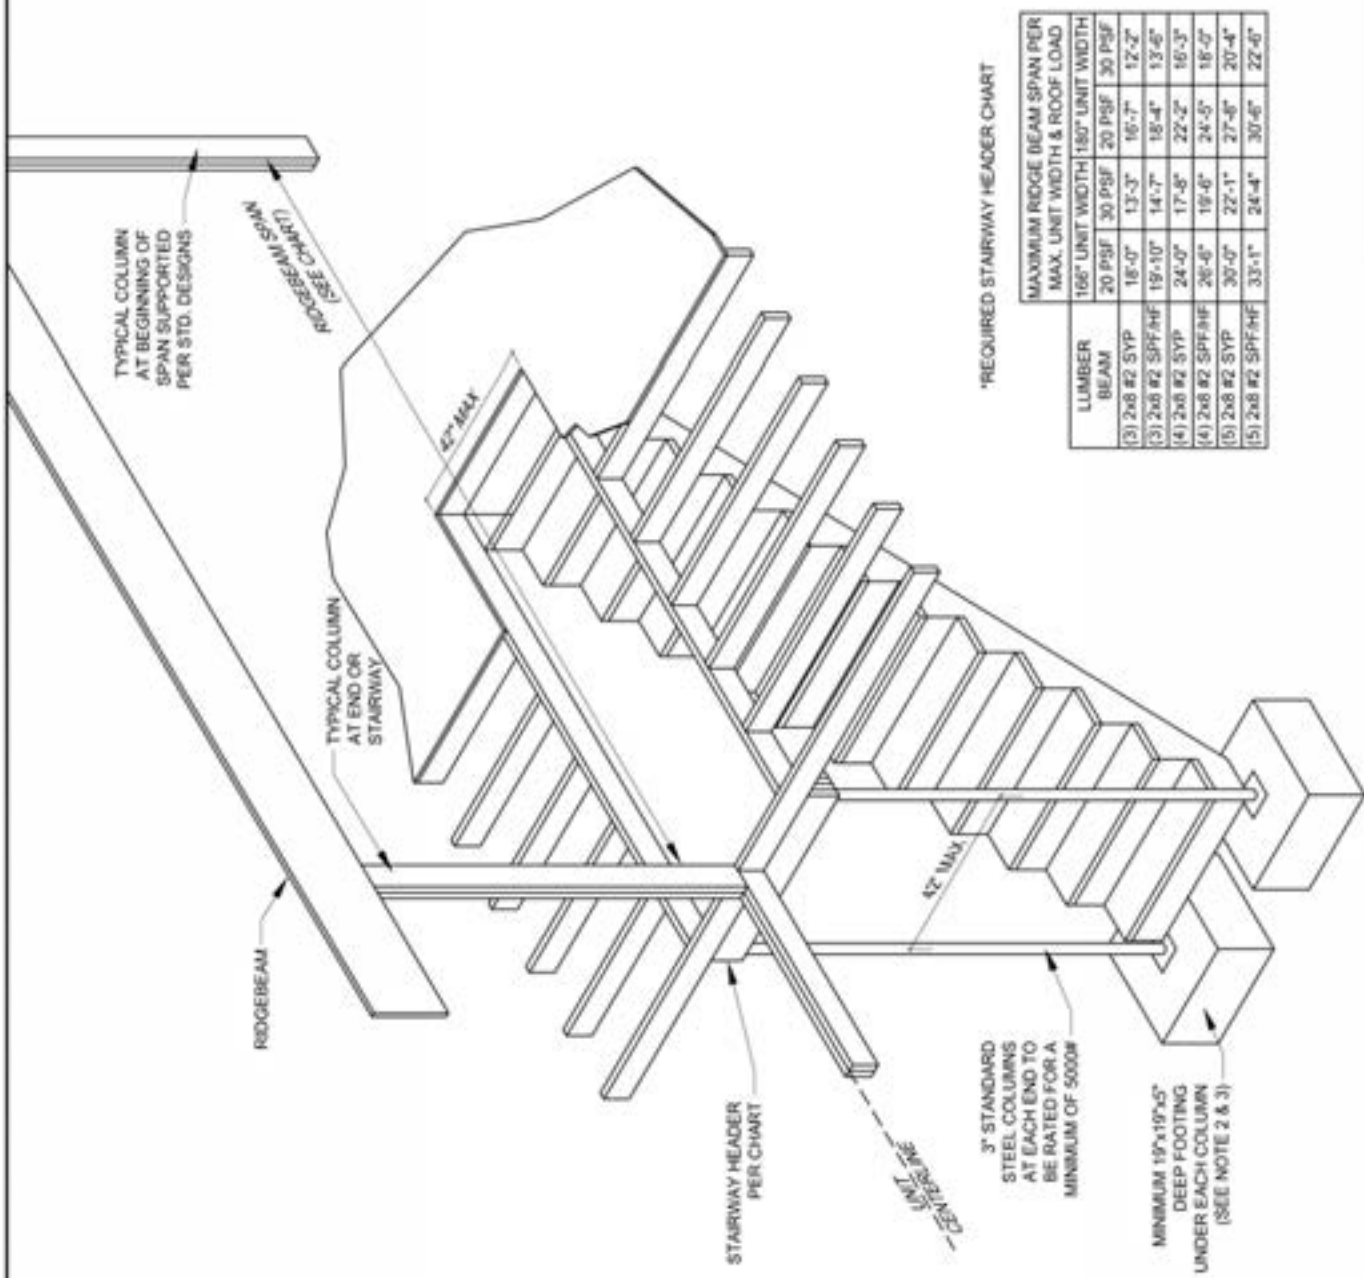 TYPICAL COLUMN
AT BEGINNING OF
SPAN SUPPORTED
PER STD. DESIGNS
RIDGEBEAM SPAN
(SEE CHART)
42" MAX
TYPICAL COLUMN
AT END OR
STAIRWAY
RIDGEBEAM
STAIRWAY HEADER
PER CHART
UNIT
CENTERLINE
42" MAX
3" STANDARD
STEEL COLUMNS
AT EACH END TO
BE RATED FOR A
MINIMUM OF 5000#
MINIMUM 19"x19"x5"
DEEP FOOTING
UNDER EACH COLUMN
(SEE NOTE 2 & 3)
*REQUIRED STAIRWAY HEADER CHART
MAXIMUM RIDGE BEAM SPAN PER
MAX. UNIT WIDTH & ROOF LOAD
LUMBER BEAM 166" UNIT WIDTH 180" UNIT WIDTH
20 PSF 30 PSF 20 PSF 30 PSF
(3) 2x8 #2 SYP 18'-0" 13'-3" 16'-7" 12'-2"
(3) 2x8 #2 SPF/HF 19'-10" 14'-7" 18'-4" 13'-6"
(4) 2x8 #2 SYP 24'-0" 17'-8" 22'-2" 16'-3"
(4) 2x8 #2 SPF/HF 26'-6" 19'-6" 24'-5" 18'-0"
(5) 2x8 #2 SYP 30'-0" 22'-1" 27'-8" 20'-4"
(5) 2x8 #2 SPF/HF 33'-1" 24'-4" 30'-6" 22'-6"